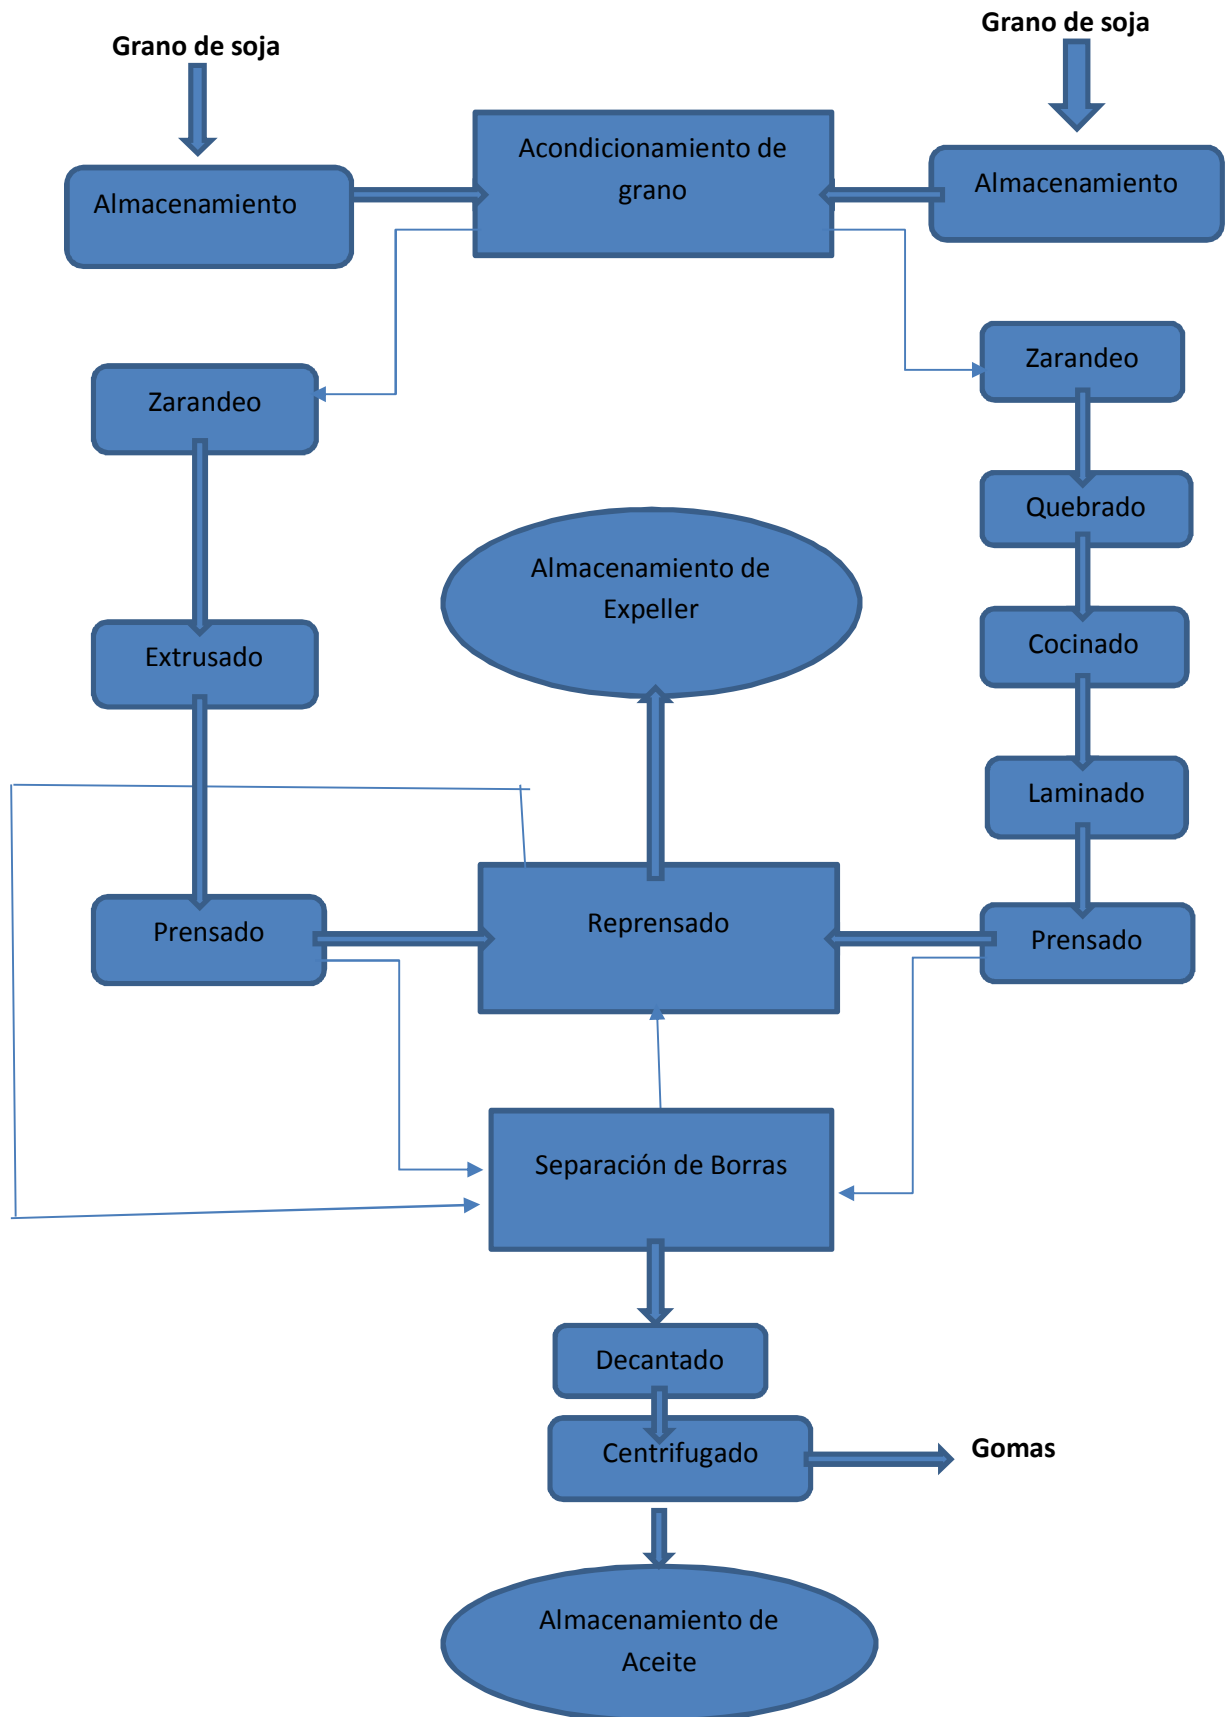 Grano de soja
Grano de soja
Acondicionamiento de
grano
Almacenamiento
Almacenamiento
Zarandeo
Zarandeo
Quebrado
Almacenamiento de
Expeller
Extrusado
Cocinado
Laminado
Prensado
Reprensado
Prensado
Separación de Borras
Decantado
Centrifugado
Gomas
Almacenamiento de
Aceite